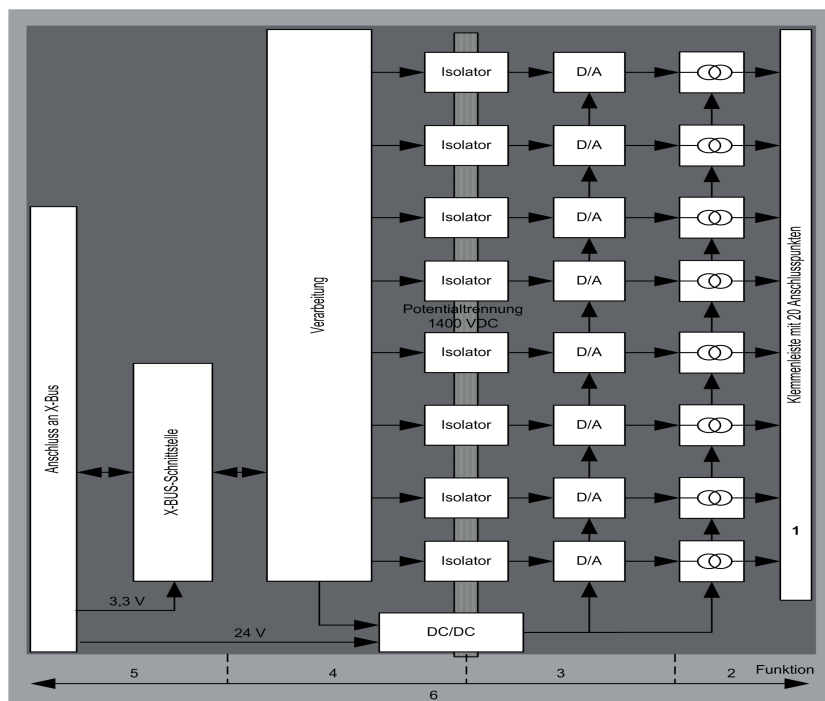 Isolator D/A
Isolator D/A
Isolator D/A
Isolator D/A
Potentialtrennung
1400 VDC
Isolator D/A
Isolator D/A
Isolator D/A
Isolator D/A
Anschluss an X-Bus
X-BUS-Schnittstelle
Verarbeitung
Klemmenleiste mit 20 Anschlusspunkten
1
3,3 V
24 V
DC/DC
5 4 3 2 Funktion
6